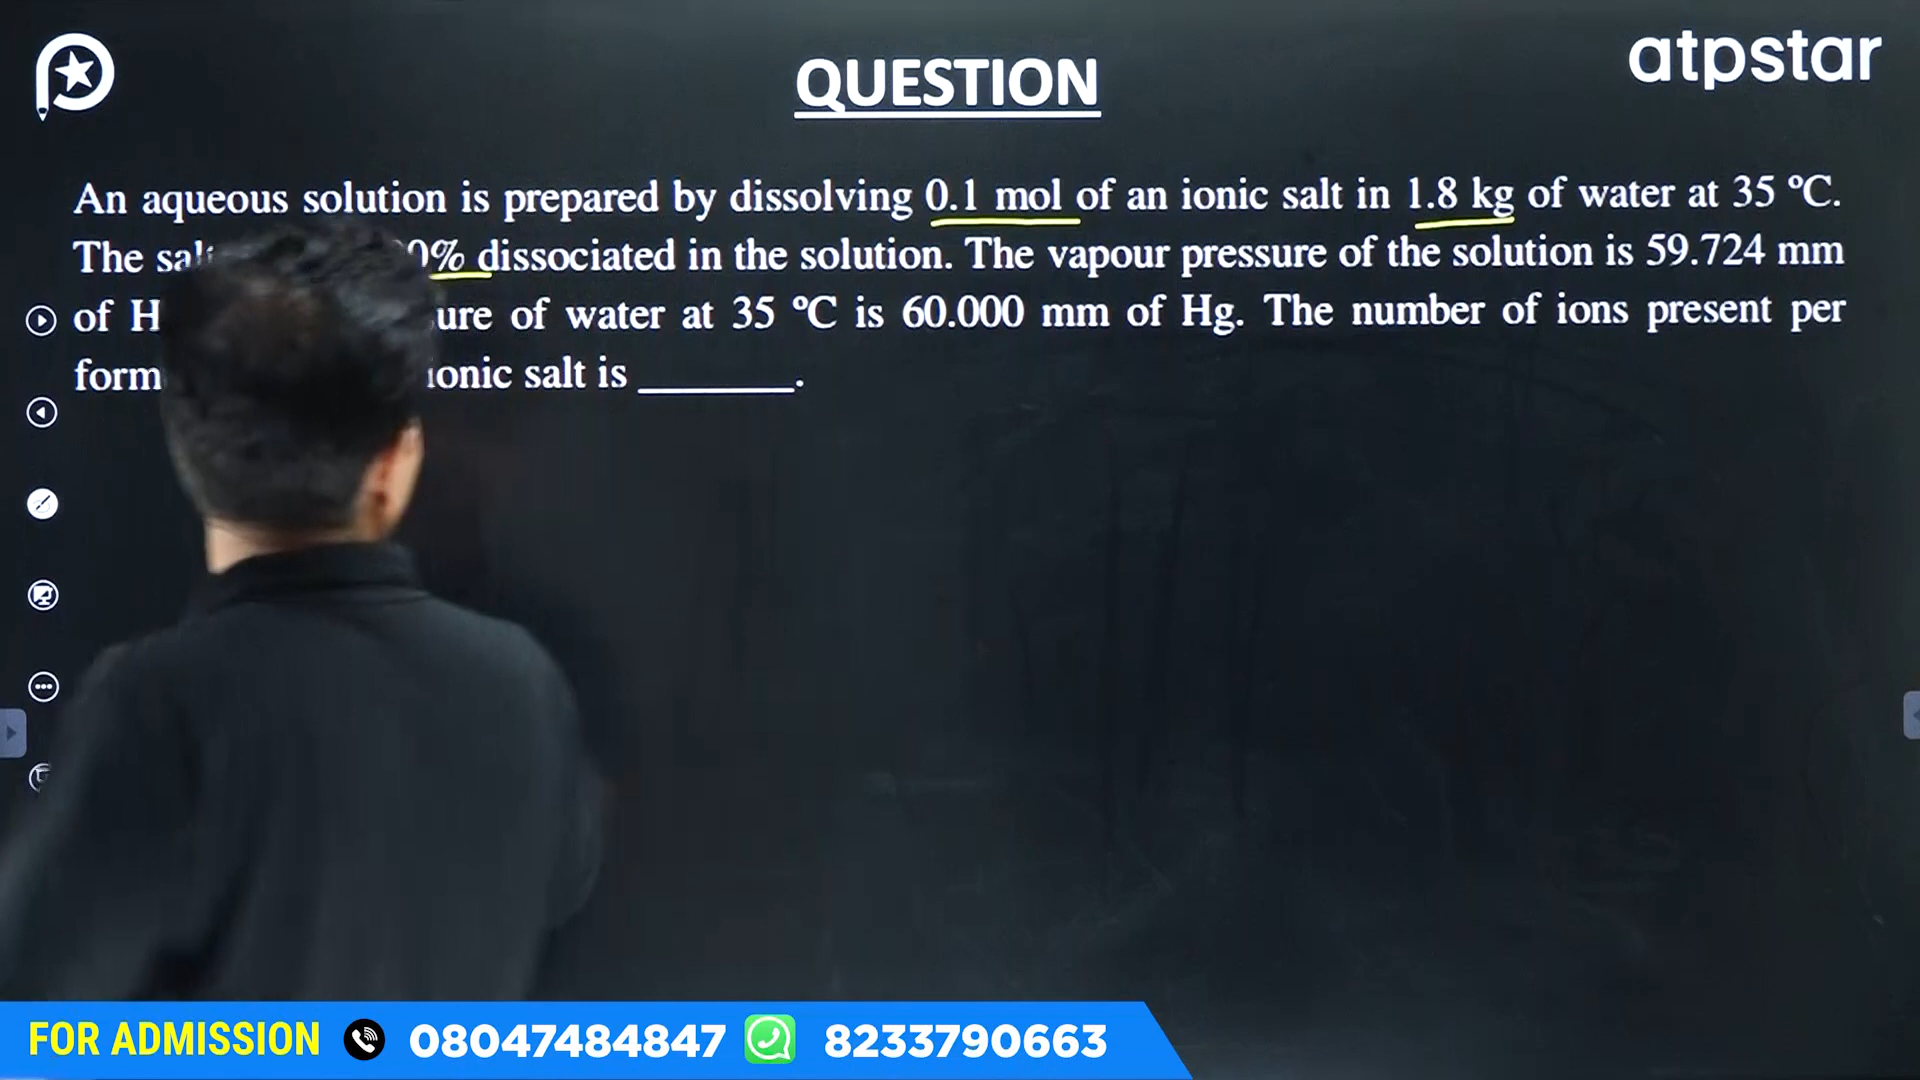 atpstar
QUESTION
An aqueous solution is prepared by dissolving 0.1 mol of an ionic salt in 1.8 kg of water at 35 ºC.
The 0% dissociated in the solution. The vapour pressure of the solution is 59.724 mm
of ure of water at 35 ºC is 60.000 mm of Hg. The number of ions present per
form ionic salt is ______.
FOR ADMISSION 08047484847 8233790663